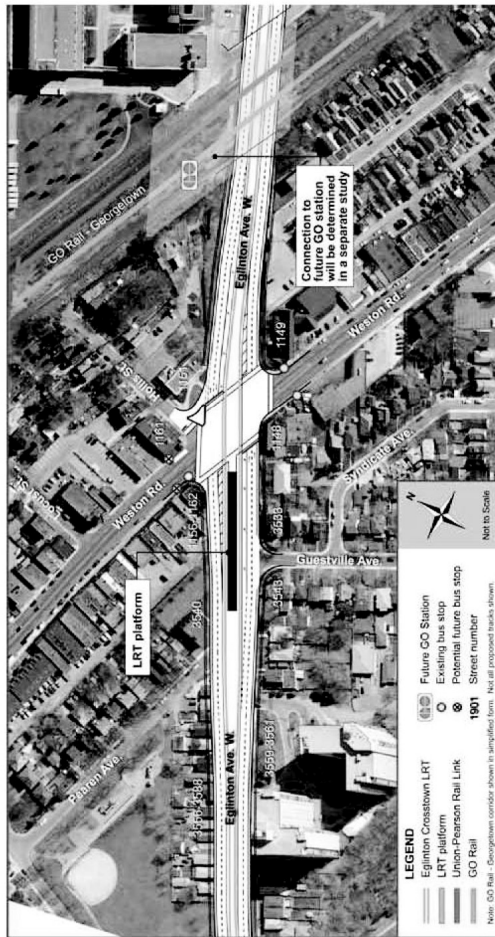 GO Rail - Georgetown
Eglinton Ave. W.
Connection to
future GO station
will be determined
in a separate study
Hollis St.
1151
1161
1149
Weston Rd.
Locust St.
Weston Rd.
1156-1162
1148
LRT platform
3540
3533
Syndicate Ave.
Guestville Ave.
3543
Pearen Ave.
3559-3561
Eglinton Ave. W.
LEGEND
Eglinton Crosstown LRT
LRT platform
Union-Pearson Rail Link
GO Rail
Future GO Station
Existing bus stop
Potential future bus stop
1901 Street number
N
Not to Scale
Note: GO Rail - Georgetown corridor shown in simplified form. Not all proposed tracks shown.